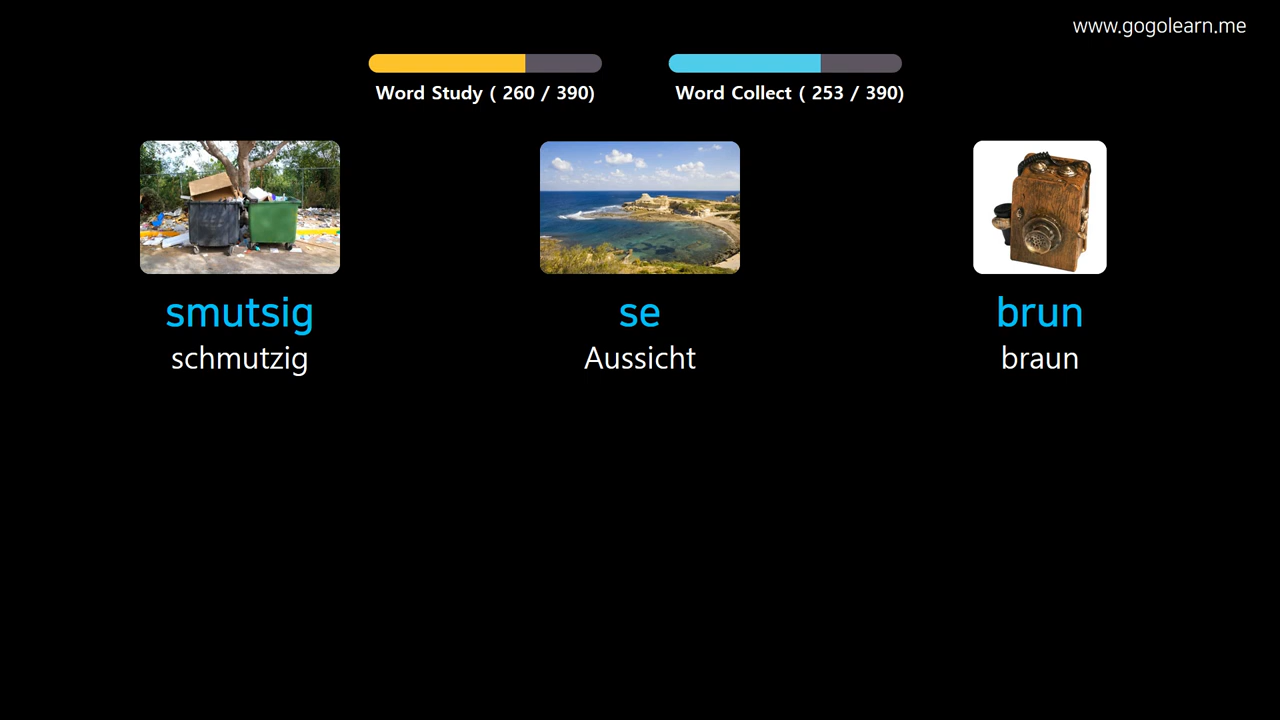 www.gogolearn.me
Word Study ( 260 / 390)
Word Collect ( 253 / 390)
smutsig
se
brun
schmutzig
Aussicht
braun